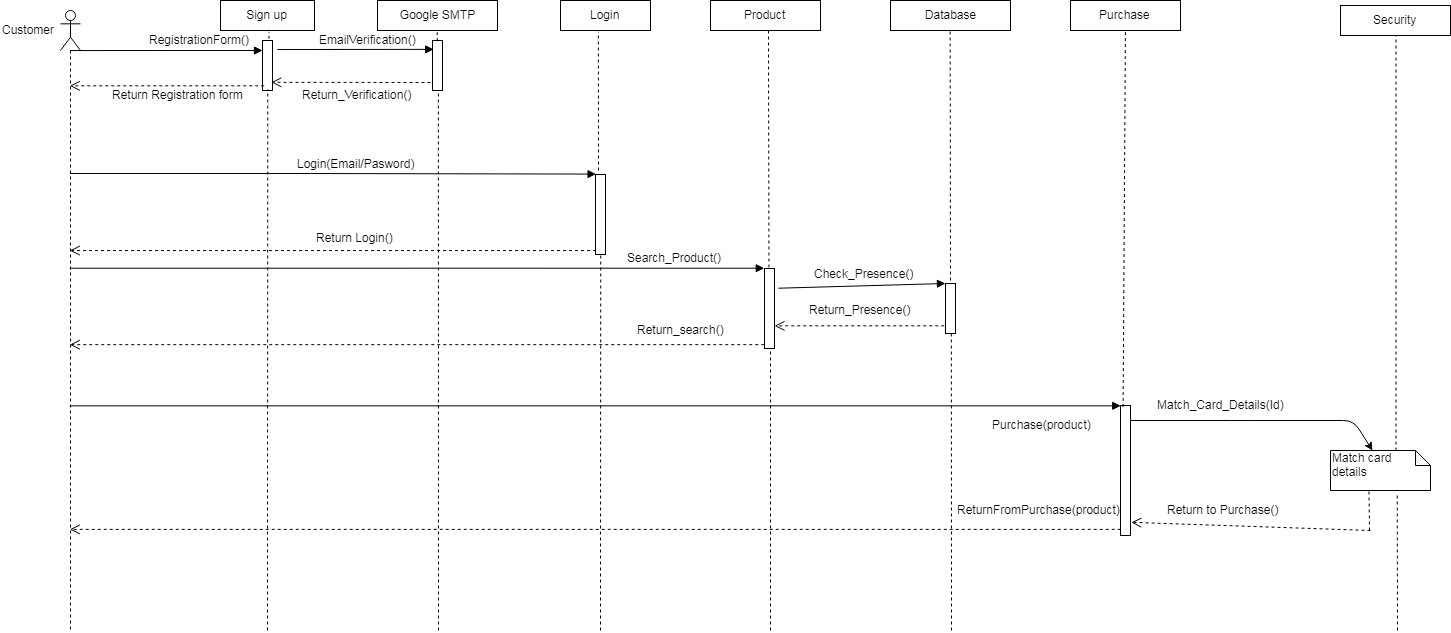 Sign up
Google SMTP
Login
Product
Database
Purchase
Security
Customer
RegistrationForm()
EmailVerification()
Return Registration form
Return_Verification()
Login(Email/Pasword)
Return Login()
Search_Product()
Check_Presence()
Return_Presence()
Return_search()
Match_Card_Details(Id)
Purchase(product)
Match card
details
ReturnFromPurchase(product)
Return to Purchase()